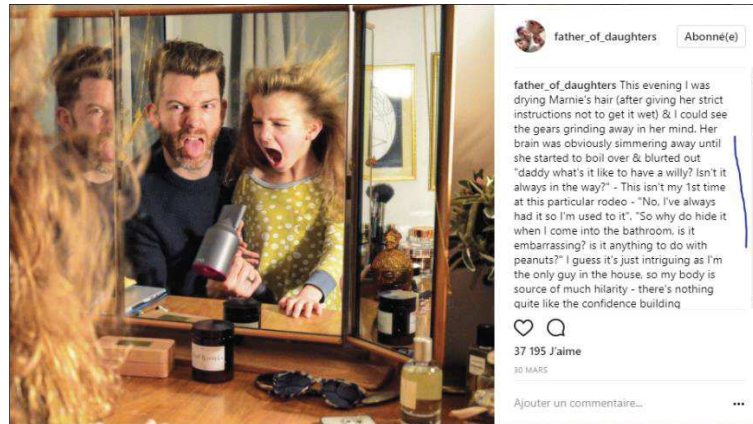 father_of_daughters
Abonné(e)
father_of_daughters This evening I was
drying Marnie's hair (after giving her strict
instructions not to get it wet) & I could see
the gears grinding away in her mind. Her
brain was obviously simmering away until
she started to boil over & blurted out
"daddy what's it like to have a willy? Isn't it
always in the way?" - This isn't my 1st time
at this particular rodeo - "No, I've always
had it so I'm used to it". "So why do hide it
when I come into the bathroom, is it
embarrassing? is it anything to do with
peanuts?" I guess it's just intriguing as I'm
the only guy in the house, so my body is
source of much hilarity - there's nothing
quite like the confidence building
37 195 J'aime
30 MARS
Ajouter un commentaire...